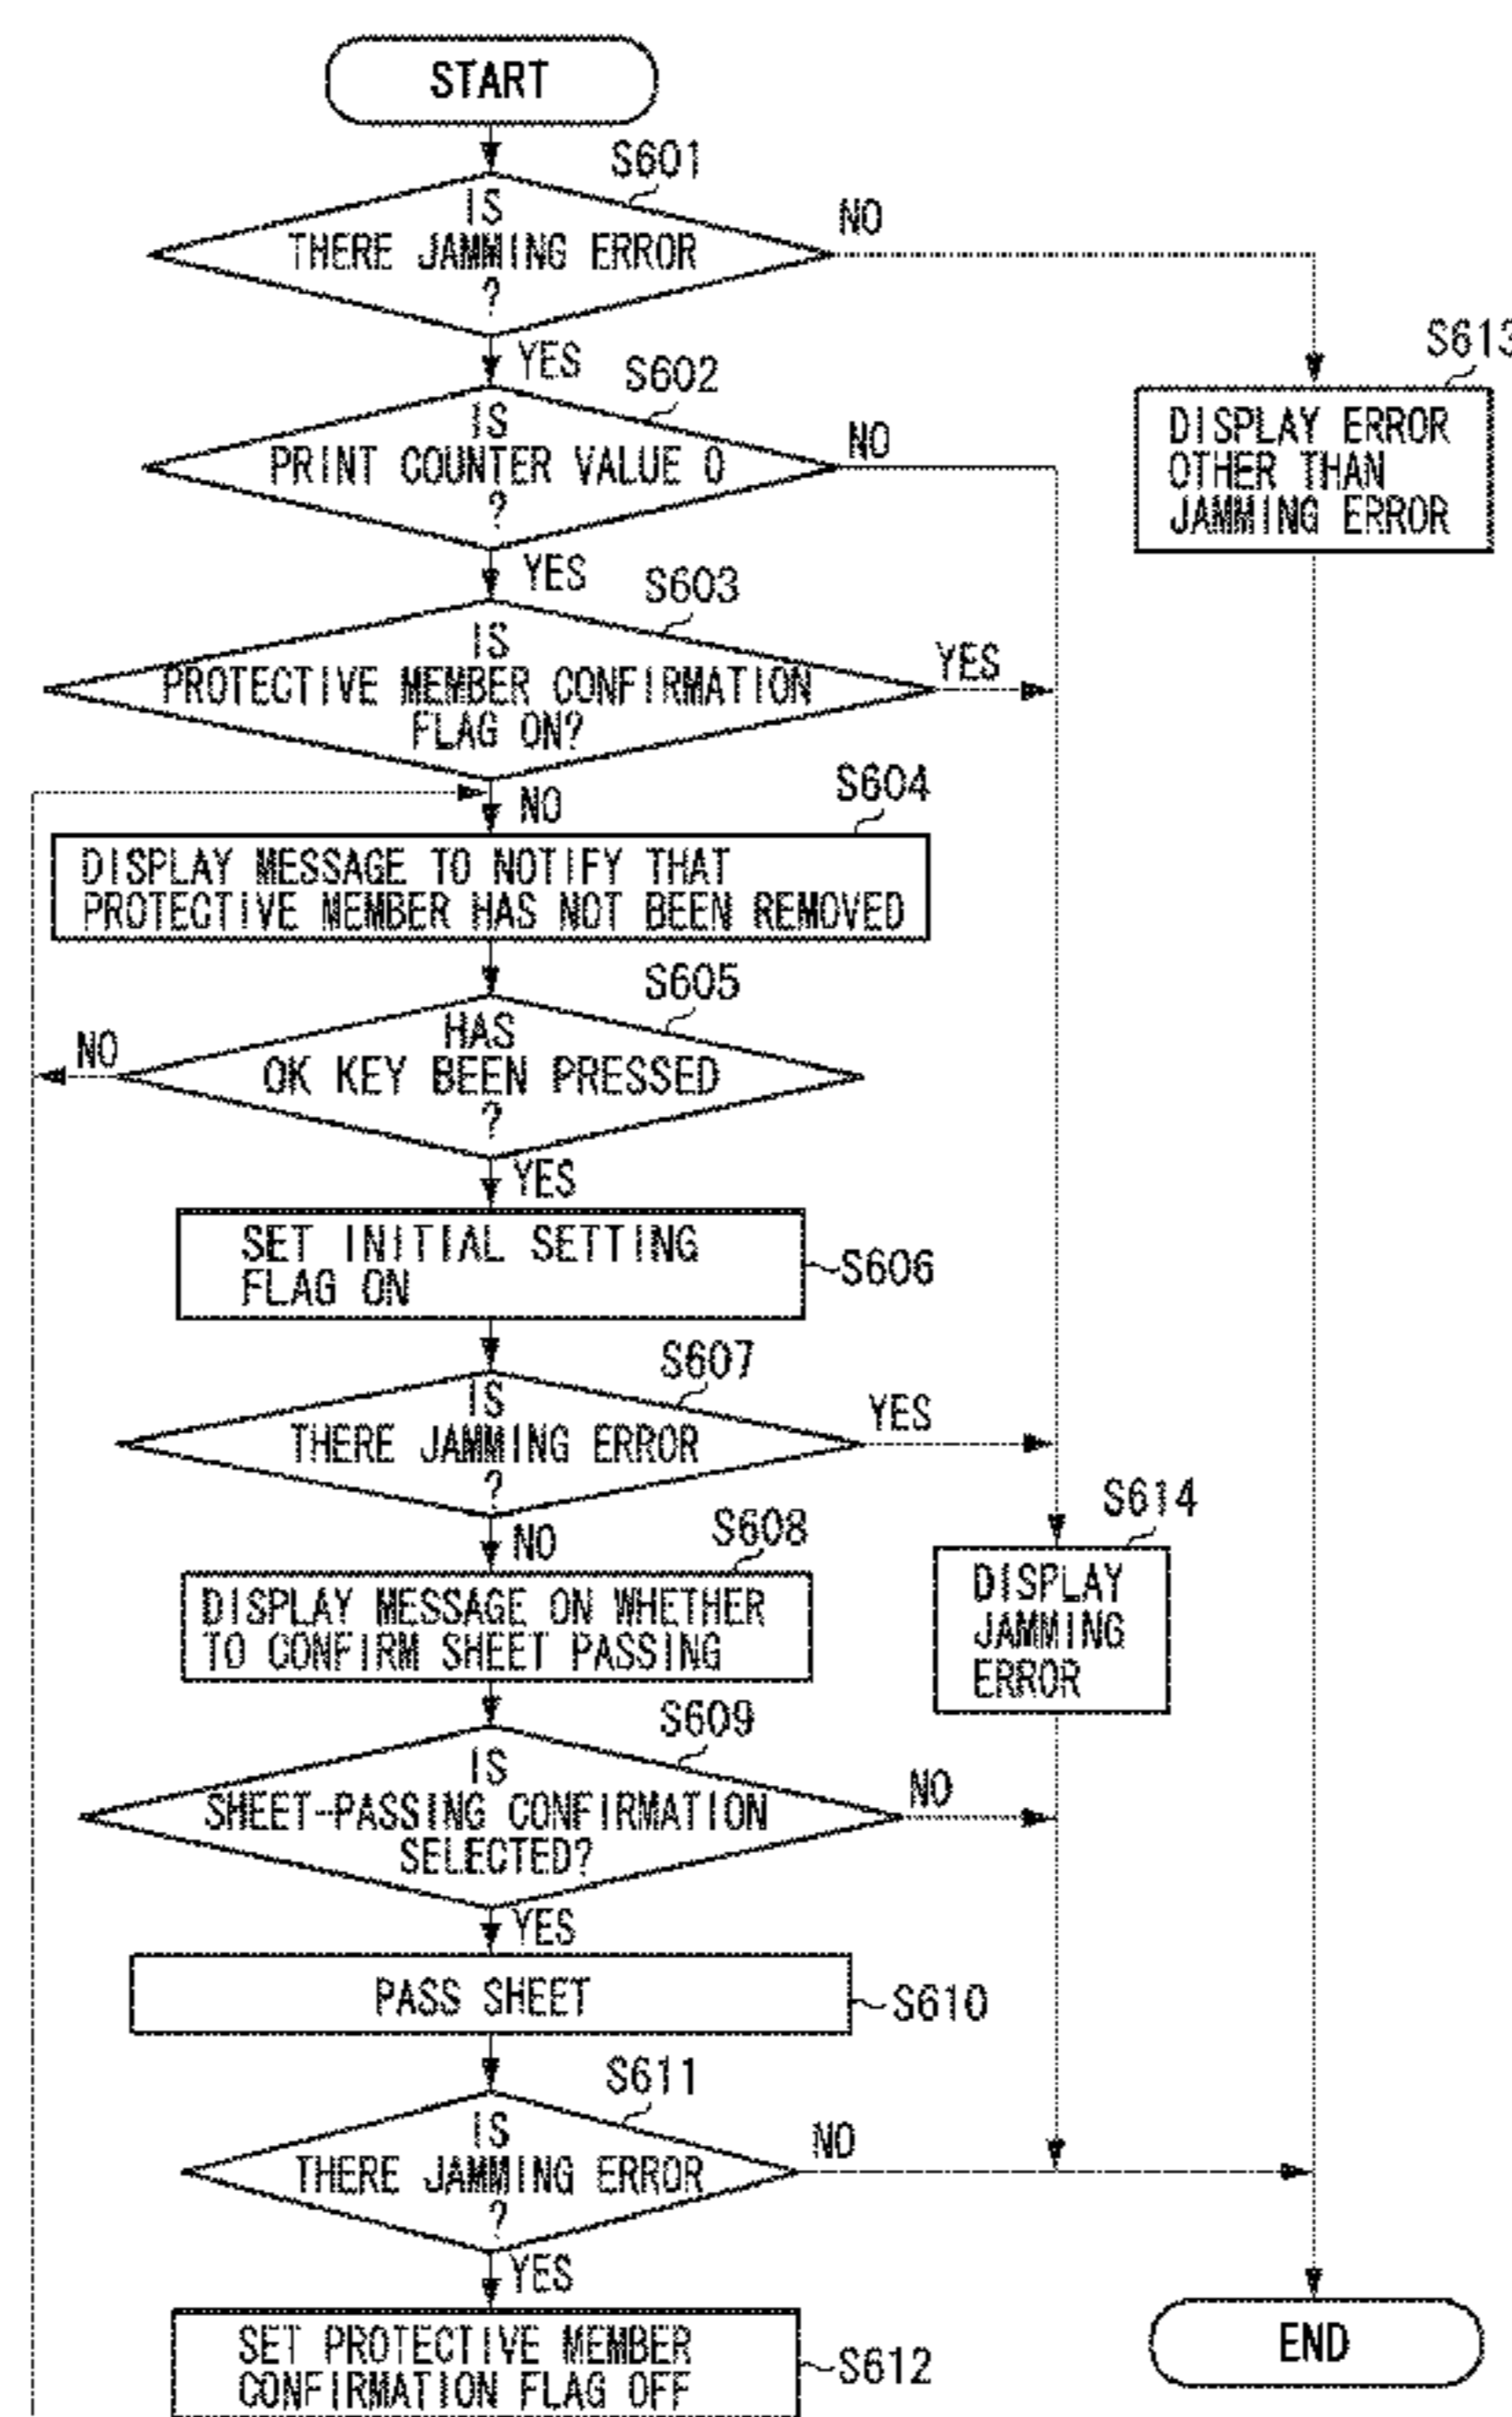 START
S601
IS
THERE JAMMING ERROR
?
NO
YES
S602
IS
PRINT COUNTER VALUE 0
?
NO
S613
DISPLAY ERROR
OTHER THAN
JAMMING ERROR
YES
S603
IS
PROTECTIVE MEMBER CONFIRMATION
FLAG ON?
YES
NO
S604
DISPLAY MESSAGE TO NOTIFY THAT
PROTECTIVE MEMBER HAS NOT BEEN REMOVED
S605
HAS
OK KEY BEEN PRESSED
?
NO
YES
SET INITIAL SETTING
FLAG ON
S606
S607
IS
THERE JAMMING ERROR
?
YES
NO
S608
DISPLAY MESSAGE ON WHETHER
TO CONFIRM SHEET PASSING
S614
DISPLAY
JAMMING
ERROR
S609
IS
SHEET-PASSING CONFIRMATION
SELECTED?
NO
YES
PASS SHEET
S610
S611
IS
THERE JAMMING ERROR
?
NO
YES
SET PROTECTIVE MEMBER
CONFIRMATION FLAG OFF
S612
END